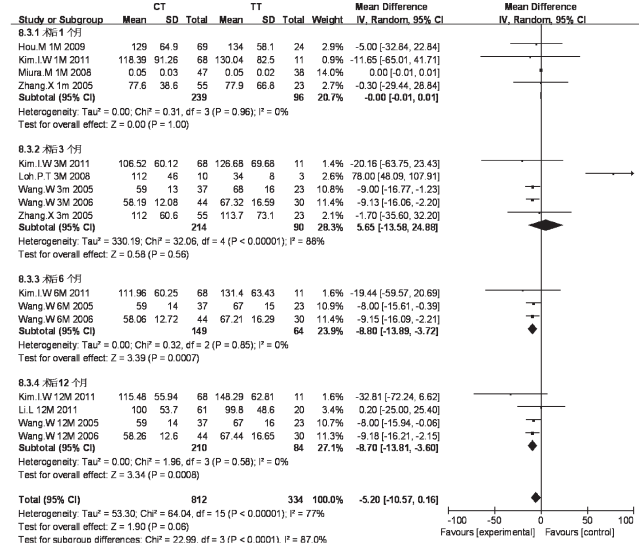 CT TT Mean Difference Mean Difference
Study or Subgroup Mean SD Total Mean SD Total Weight IV, Random, 95% CI IV, Random, 95% CI
8.3.1 术后1 个月
Hou.M 1M 2009 129 64.9 69 134 58.1 24 2.9% -5.00 [-32.84, 22.84]
Kim.I.W 1M 2011 118.39 91.26 68 130.04 82.5 11 1.0% -11.65 [-65.01, 41.71]
Miura.M 1M 2008 0.05 0.03 47 0.05 0.02 38 14.2% 0.00 [-0.01, 0.01]
Zhang.X 1m 2005 77.6 38.6 55 77.9 66.8 23 2.7% -0.30 [-29.44, 28.84]
Subtotal (95% CI) 239 96 20.7% -0.00 [-0.01, 0.01]
Heterogeneity: Tau² = 0.00; Chi² = 0.31, df = 3 (P = 0.96); I² = 0%
Test for overall effect: Z = 0.00 (P = 1.00)
8.3.2 术后3 个月
Kim.I.W 3M 2011 106.52 60.12 68 126.68 69.68 11 1.4% -20.16 [-63.75, 23.43]
Loh.P.T 3M 2008 112 46 10 34 8 3 2.6% 78.00 [48.09, 107.91]
Wang.W 3m 2005 59 13 37 68 16 23 -9.00 [-16.77, -1.23]
Wang.W 3M 2006 58.19 12.08 44 67.32 16.59 30 -9.13 [-16.06, -2.20]
Zhang.X 3m 2005 112 60.6 55 113.7 73.1 23 -1.70 [-35.60, 32.20]
Subtotal (95% CI) 214 90 28.3% 5.65 [-13.58, 24.88]
Heterogeneity: Tau² = 330.19; Chi² = 32.06, df = 4 (P < 0.00001); I² = 88%
Test for overall effect: Z = 0.58 (P = 0.56)
8.3.3 术后6 个月
Kim.I.W 6M 2011 111.96 60.25 68 131.4 63.43 11 1.6% -19.44 [-59.57, 20.69]
Wang.W 6M 2005 59 14 37 67 15 23 -8.00 [-15.61, -0.39]
Wang.W 6M 2006 58.06 12.72 44 67.21 16.29 30 -9.15 [-16.09, -2.21]
Subtotal (95% CI) 149 64 23.9% -8.80 [-13.89, -3.72]
Heterogeneity: Tau² = 0.00; Chi² = 0.32, df = 2 (P = 0.85); I² = 0%
Test for overall effect: Z = 3.39 (P = 0.0007)
8.3.4 术后12 个月
Kim.I.W 12M 2011 115.48 55.94 68 148.29 62.81 11 1.6% -32.81 [-72.24, 6.62]
Li.L 12M 2011 100 53.7 61 99.8 48.6 20 0.20 [-25.00, 25.40]
Wang.W 12M 2005 59 14 37 67 16 23 -8.00 [-15.94, -0.06]
Wang.W 12M 2006 58.26 12.6 44 67.44 16.65 30 -9.18 [-16.21, -2.15]
Subtotal (95% CI) 210 84 27.1% -8.70 [-13.81, -3.60]
Heterogeneity: Tau² = 0.00; Chi² = 1.96, df = 3 (P = 0.58); I² = 0%
Test for overall effect: Z = 3.34 (P = 0.0008)
Total (95% CI) 812 334 100.0% -5.20 [-10.57, 0.16]
Heterogeneity: Tau² = 53.30; Chi² = 64.04, df = 15 (P < 0.00001); I² = 77%
Test for overall effect: Z = 1.90 (P = 0.06)
Test for subgroup differences: Chi² = 22.99, df = 3 (P < 0.0001), I² = 87.0%
-100 -50 0 50 100
Favours [experimental] Favours [control]